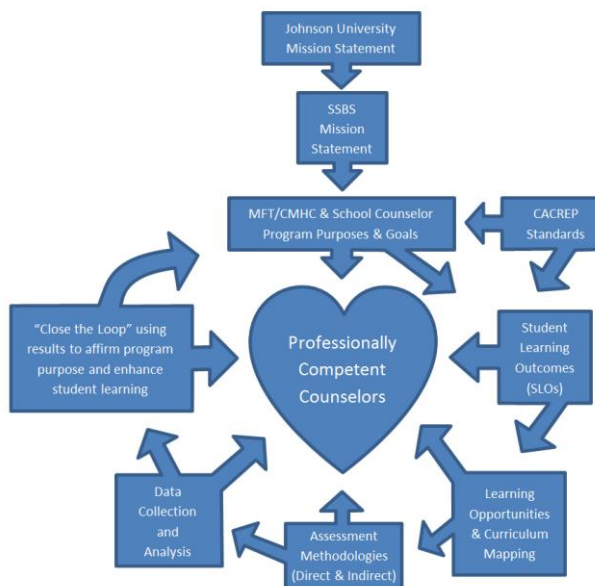 Johnson University
Mission Statement
SSBS
Mission
Statement
MFT/CMHC & School Counselor
Program Purposes & Goals
CACREP
Standards
"Close the Loop" using
results to affirm program
purpose and enhance
student learning
Professionally
Competent
Counselors
Student
Learning
Outcomes
(SLOs)
Data
Collection
and
Analysis
Assessment
Methodologies
(Direct & Indirect)
Learning
Opportunities
& Curriculum
Mapping